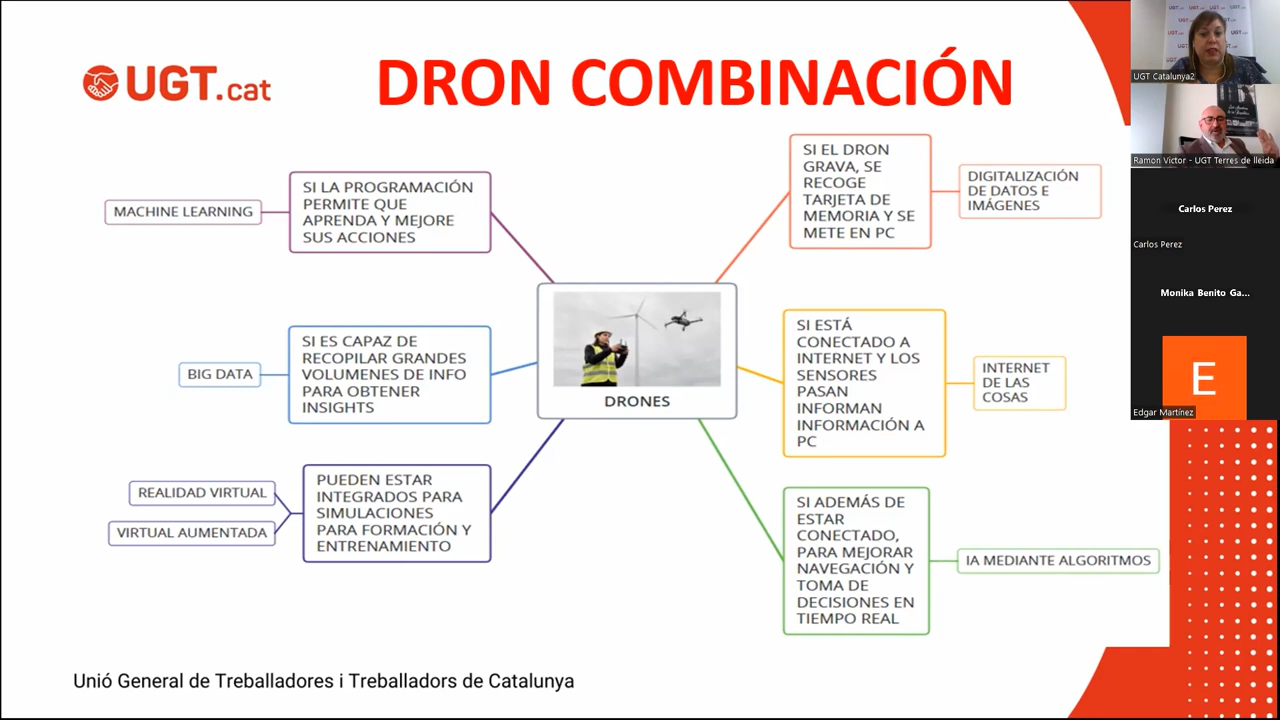 UGT.cat
DRON COMBINACIÓN
MACHINE LEARNING
SI LA PROGRAMACIÓN
PERMITE QUE
APRENDA Y MEJORE
SUS ACCIONES
BIG DATA
SI ES CAPAZ DE
RECOPILAR GRANDES
VOLUMENES DE INFO
PARA OBTENER
INSIGHTS
REALIDAD VIRTUAL
VIRTUAL AUMENTADA
PUEDEN ESTAR
INTEGRADOS PARA
SIMULACIONES
PARA FORMACIÓN Y
ENTRENAMIENTO
DRONES
SI EL DRON
GRAVA, SE
RECOGE
TARJETA DE
MEMORIA Y SE
METE EN PC
DIGITALIZACIÓN
DE DATOS E
IMÁGENES
SI ESTÁ
CONECTADO A
INTERNET Y LOS
SENSORES
PASAN
INFORMAN
INFORMACIÓN A
PC
INTERNET
DE LAS
COSAS
SI ADEMÁS DE
ESTAR
CONECTADO,
PARA MEJORAR
NAVEGACIÓN Y
TOMA DE
DECISIONES EN
TIEMPO REAL
IA MEDIANTE ALGORITMOS
Unió General de Treballadores i Treballadors de Catalunya
UGT Catalunya2
Ramon Victor - UGT Terres de lleida
Carlos Perez
Carlos Perez
Monika Benito Ga...
E
Edgar Martínez